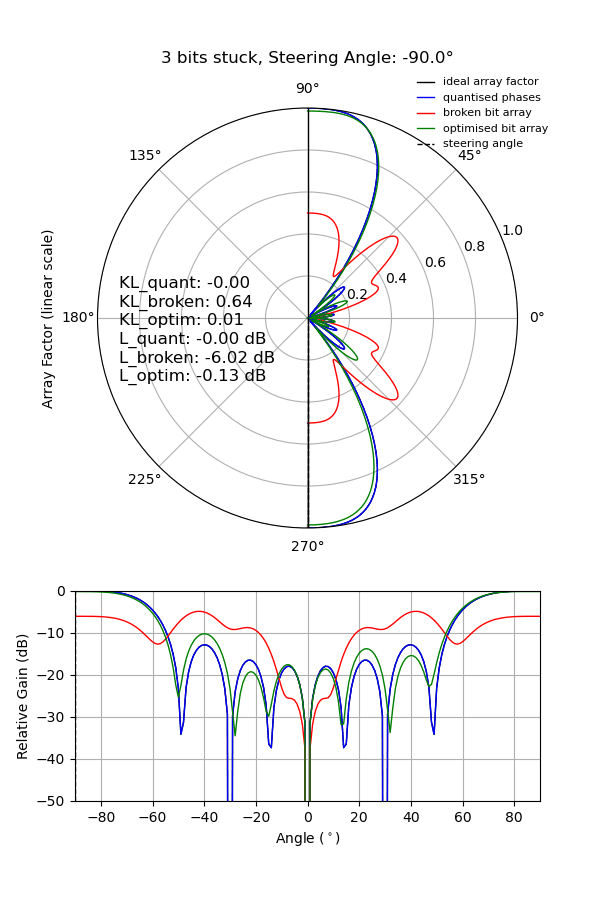 3 bits stuck, Steering Angle: -90.0°
ideal array factor
quantised phases
broken bit array
optimised bit array
steering angle
90°
135°
45°
1.0
0.8
0.6
0.4
0.2
180°
0°
225°
315°
270°
Array Factor (linear scale)
KL_quant: -0.00
KL_broken: 0.64
KL_optim: 0.01
L_quant: -0.00 dB
L_broken: -6.02 dB
L_optim: -0.13 dB
Relative Gain (dB)
0
−10
−20
−30
−40
−50
−80 −60 −40 −20 0 20 40 60 80
Angle (°)